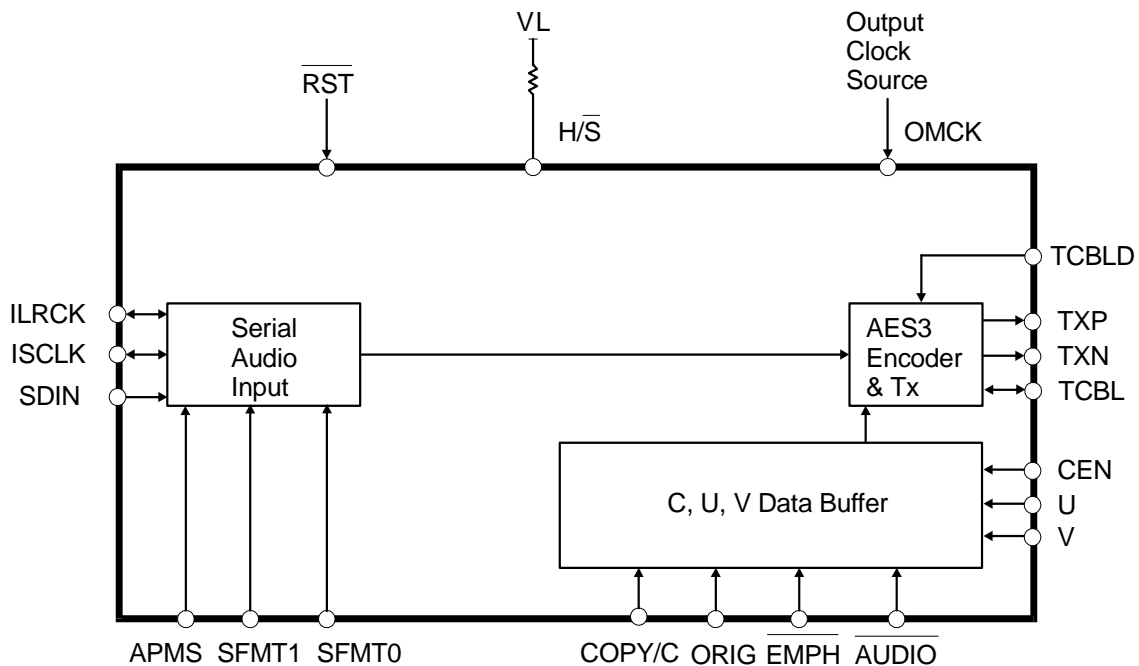 VL
Output
Clock
Source
RST
H/S
OMCK
TCBLD
ILRCK
ISCLK
SDIN
Serial
Audio
Input
AES3
Encoder
& Tx
TXP
TXN
TCBL
C, U, V Data Buffer
CEN
U
V
APMS SFMT1 SFMT0 COPY/C ORIG EMPH AUDIO